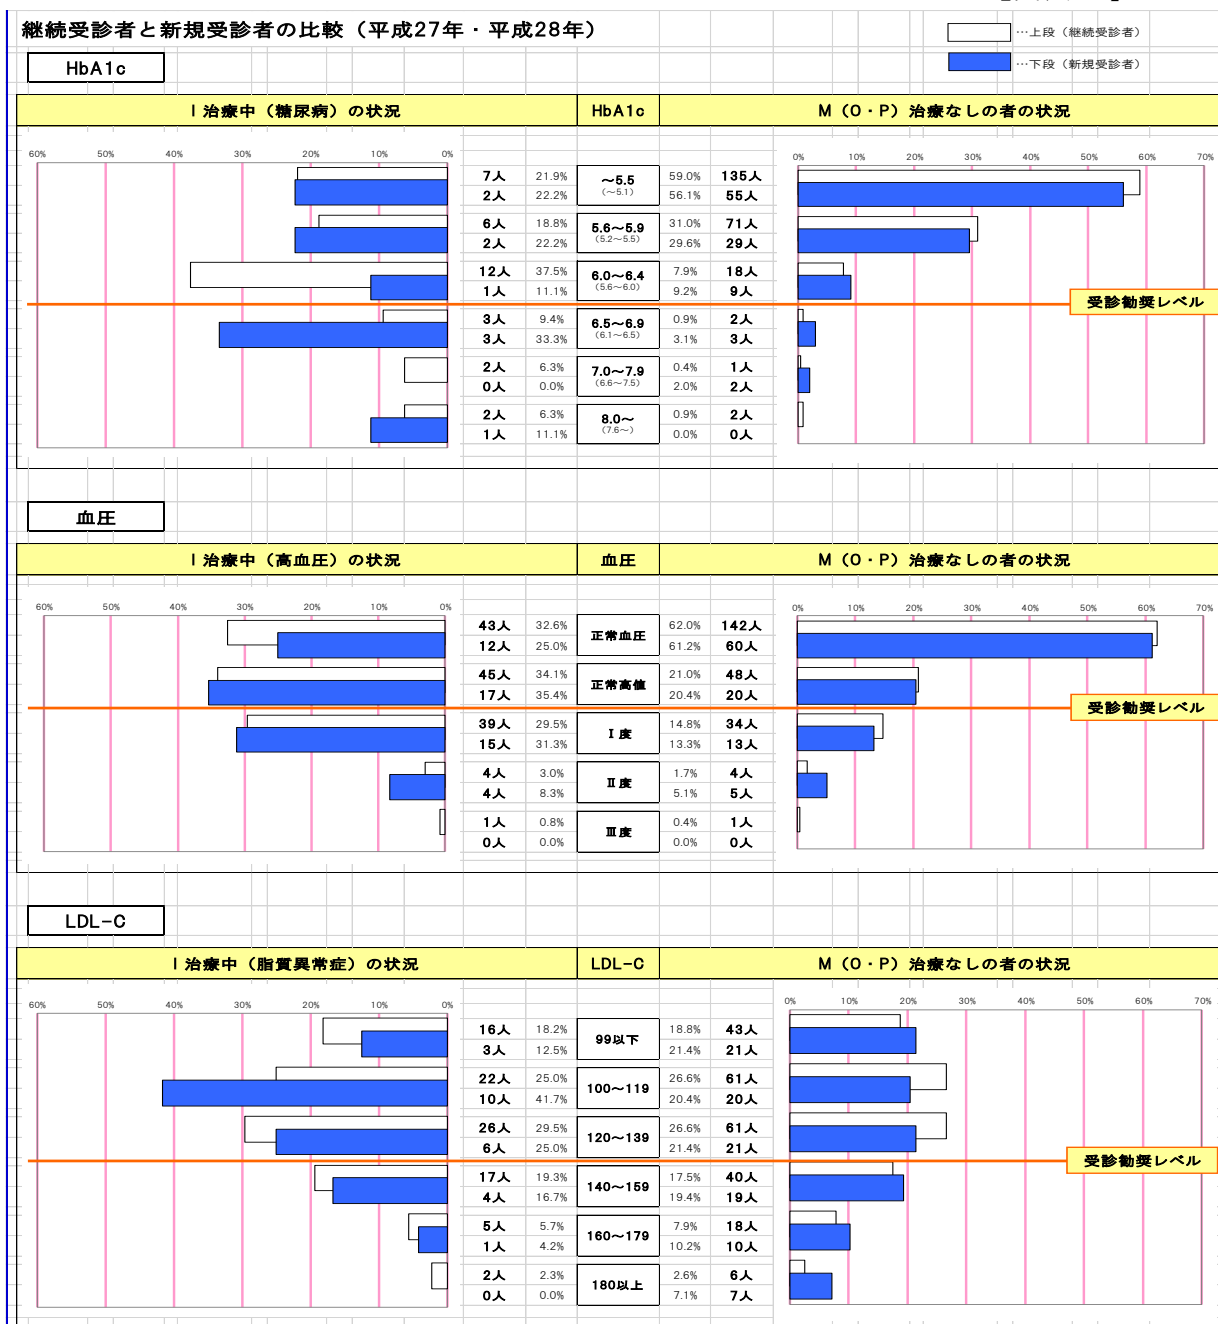 継続受診者と新規受診者の比較（平成27年・平成28年）
…上段（継続受診者）
…下段（新規受診者）
HbA1c
Ⅰ 治療中（糖尿病）の状況 HbA1c M（O・P）治療なしの者の状況
60% 50% 40% 30% 20% 10% 0% 0% 10% 20% 30% 40% 50% 60% 70%
7人 21.9% ～5.5 59.0% 135人
2人 22.2% （～5.1） 56.1% 55人
6人 18.8% 5.6～5.9 31.0% 71人
2人 22.2% （5.2～5.5） 29.6% 29人
12人 37.5% 6.0～6.4 7.9% 18人
1人 11.1% （5.6～6.0） 9.2% 9人
受診勧奨レベル
3人 9.4% 6.5～6.9 0.9% 2人
3人 33.3% （6.1～6.5） 3.1% 3人
2人 6.3% 7.0～7.9 0.4% 1人
0人 0.0% （6.6～7.5） 2.0% 2人
2人 6.3% 8.0～ 0.9% 2人
1人 11.1% （7.6～） 0.0% 0人
血圧
Ⅰ 治療中（高血圧）の状況 血圧 M（O・P）治療なしの者の状況
60% 50% 40% 30% 20% 10% 0% 0% 10% 20% 30% 40% 50% 60% 70%
43人 32.6% 正常血圧 62.0% 142人
12人 25.0% 61.2% 60人
45人 34.1% 正常高値 21.0% 48人
17人 35.4% 20.4% 20人
受診勧奨レベル
39人 29.5% Ⅰ度 14.8% 34人
15人 31.3% 13.3% 13人
4人 3.0% Ⅱ度 1.7% 4人
4人 8.3% 5.1% 5人
1人 0.8% Ⅲ度 0.4% 1人
0人 0.0% 0.0% 0人
LDL-C
Ⅰ 治療中（脂質異常症）の状況 LDL-C M（O・P）治療なしの者の状況
60% 50% 40% 30% 20% 10% 0% 0% 10% 20% 30% 40% 50% 60% 70%
16人 18.2% 99以下 18.8% 43人
3人 12.5% 21.4% 21人
22人 25.0% 100～119 26.6% 61人
10人 41.7% 20.4% 20人
26人 29.5% 120～139 26.6% 61人
6人 25.0% 21.4% 21人
受診勧奨レベル
17人 19.3% 140～159 17.5% 40人
4人 16.7% 19.4% 19人
5人 5.7% 160～179 7.9% 18人
1人 4.2% 10.2% 10人
2人 2.3% 180以上 2.6% 6人
0人 0.0% 7.1% 7人